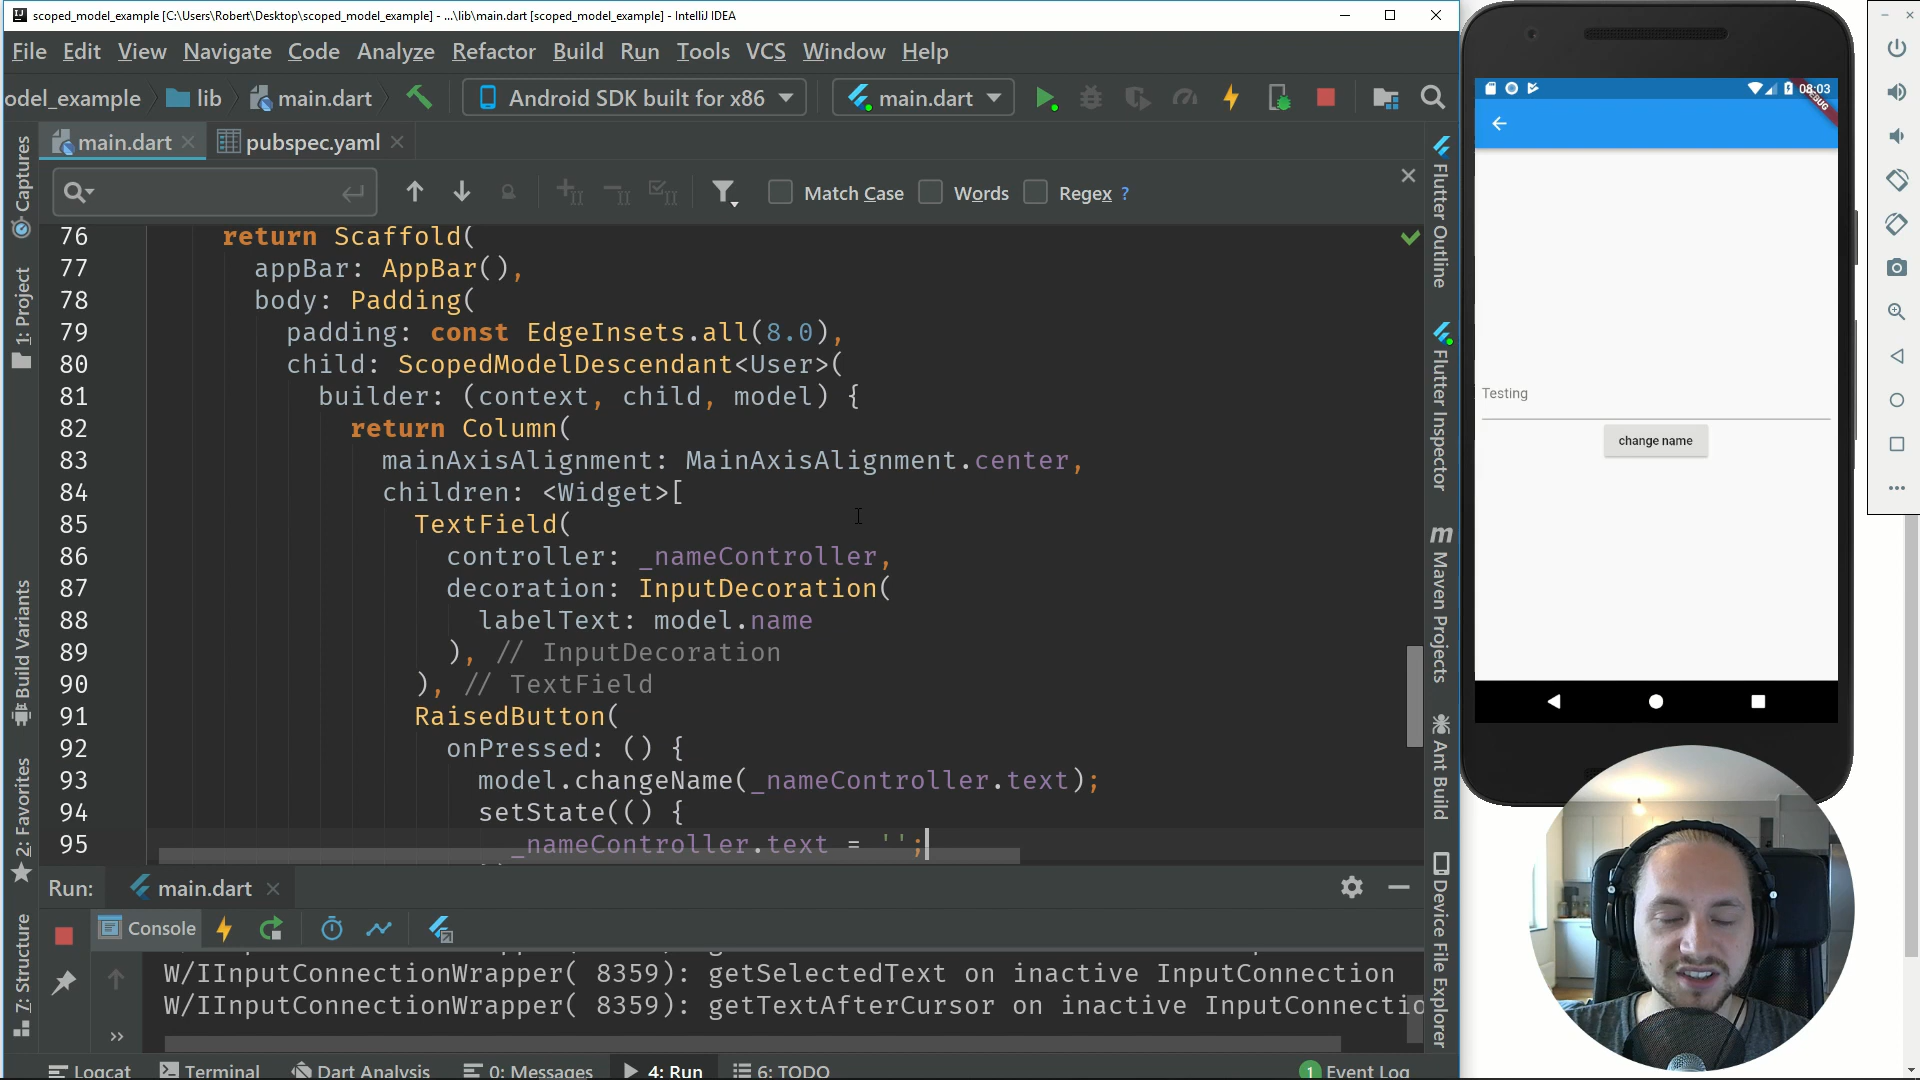 scoped_model_example [C:\Users\Robert\Desktop\scoped_model_example] - ...\lib\main.dart [scoped_model_example] - IntelliJ IDEA
File Edit View Navigate Code Analyze Refactor Build Run Tools VCS Window Help
odel_example lib main.dart Android SDK built for x86 main.dart
main.dart pubspec.yaml
Match Case Words Regex ?
76 return Scaffold(
77 appBar: AppBar(),
78 body: Padding(
79 padding: const EdgeInsets.all(8.0),
80 child: ScopedModelDescendant<User>(
81 builder: (context, child, model) {
82 return Column(
83 mainAxisAlignment: MainAxisAlignment.center,
84 children: <Widget>[
85 TextField(
86 controller: _nameController,
87 decoration: InputDecoration(
88 labelText: model.name
89 ), // InputDecoration
90 ), // TextField
91 RaisedButton(
92 onPressed: () {
93 model.changeName(_nameController.text);
94 setState(() {
95 _nameController.text = '';
Run: main.dart
Console
W/IInputConnectionWrapper( 8359): getSelectedText on inactive InputConnection
W/IInputConnectionWrapper( 8359): getTextAfterCursor on inactive InputConnectio
Logcat Terminal Dart Analysis 0: Messages 4: Run 6: TODO 1 Event Log
Captures
1: Project
Build Variants
2: Favorites
7: Structure
Flutter Outline
Flutter Inspector
m Maven Projects
Ant Build
Device File Explorer
08:03
Testing
change name